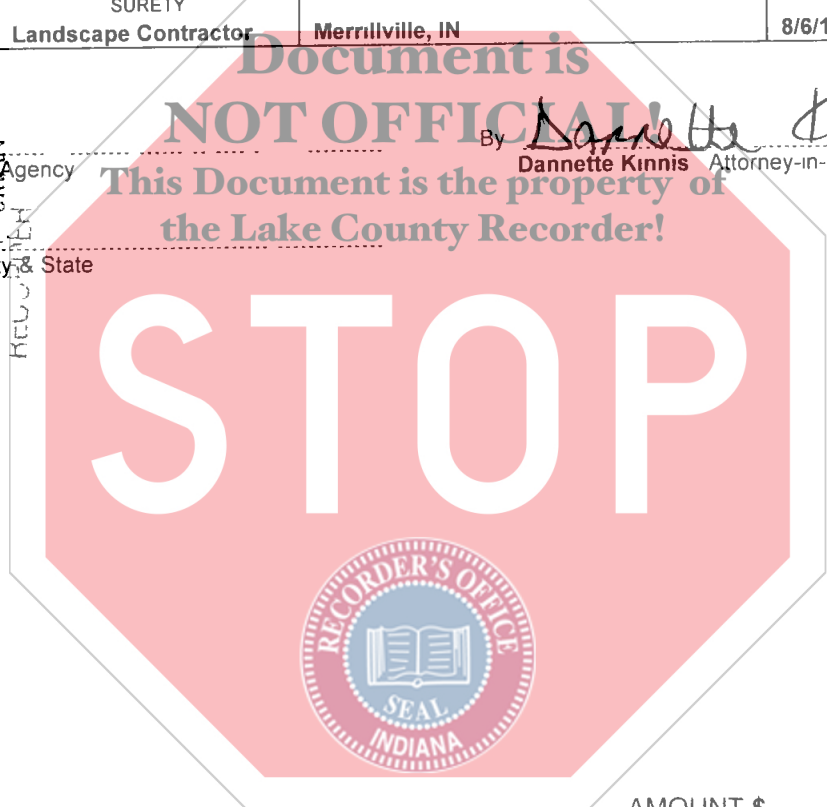 SURETY
Landscape Contractor Merrillville, IN 8/6/1
Document is
NOT OFFICIAL!
By
Agency
Dannette Kinnis Attorney-in-
This Document is the property of
the Lake County Recorder!
& State
STOP
RECORDER'S OFFICE
SEAL
INDIANA
AMOUNT $